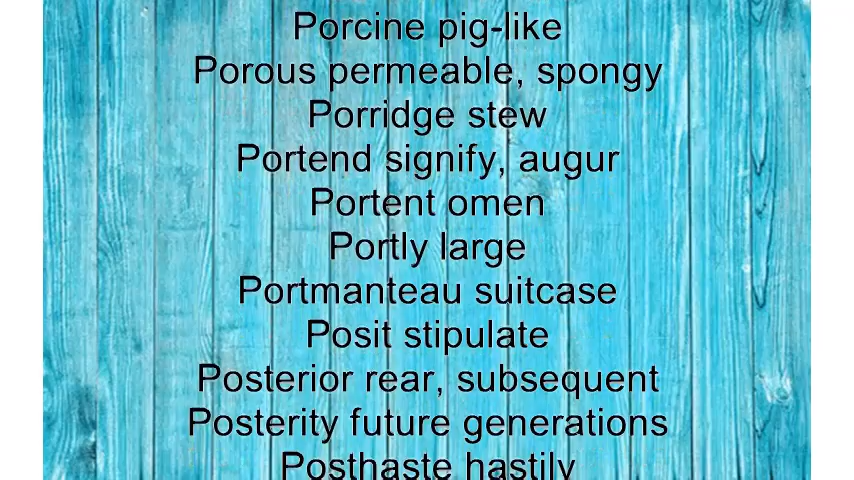 Porcine pig-like
Porous permeable, spongy
Porridge stew
Portend signify, augur
Portent omen
Portly large
Portmanteau suitcase
Posit stipulate
Posterior rear, subsequent
Posterity future generations
Posthaste hastily